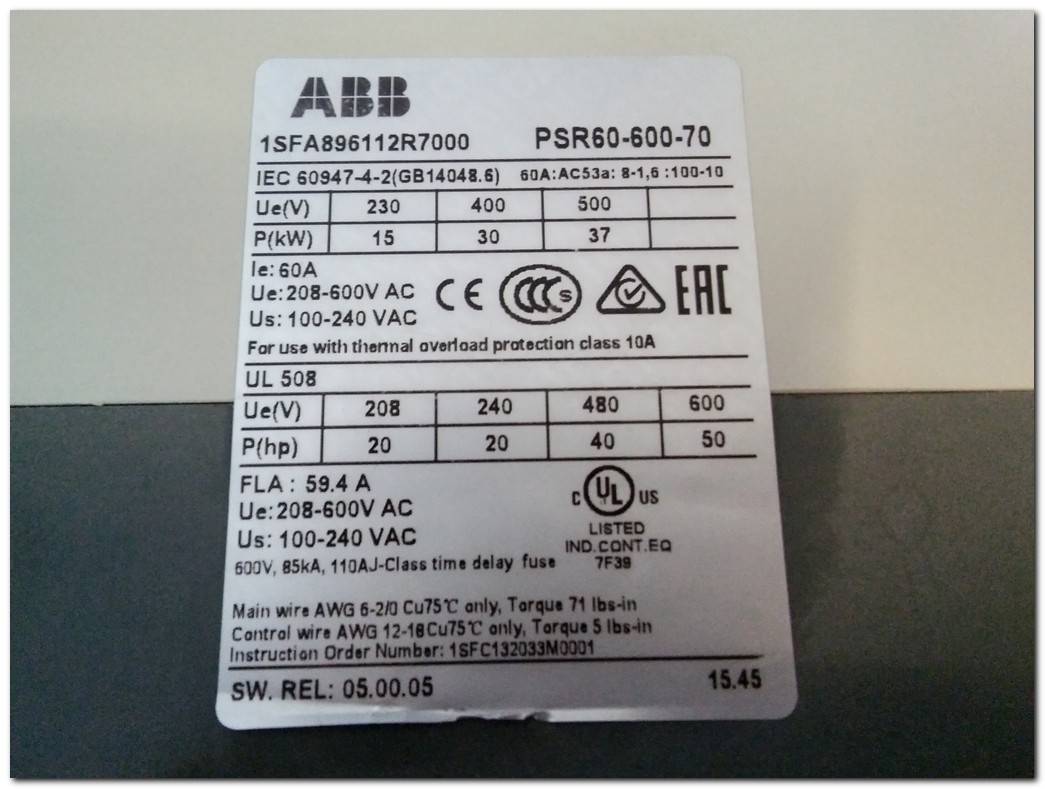 ABB
1SFA896112R7000 PSR60-600-70
IEC 60947-4-2(GB14048.6) 60A:AC53a: 8-1,6 :100-10
Ue(V) 230 400 500
P(kW) 15 30 37
Ie: 60A
Ue: 208-600V AC CE CCC S EAC
Us: 100-240 VAC
For use with thermal overload protection class 10A
UL 508
Ue(V) 208 240 480 600
P(hp) 20 20 40 50
FLA : 59.4 A
Ue: 208-600V AC C UL US
Us: 100-240 VAC LISTED
IND.CONT.EQ
600V, 85kA, 110AJ-Class time delay fuse 7F39
Main wire AWG 6-2/0 Cu75℃ only, Torque 71 lbs-in
Control wire AWG 12-18Cu75℃ only, Torque 5 lbs-in
Instruction Order Number: 1SFC132033M0001
SW. REL: 05.00.05 15.45